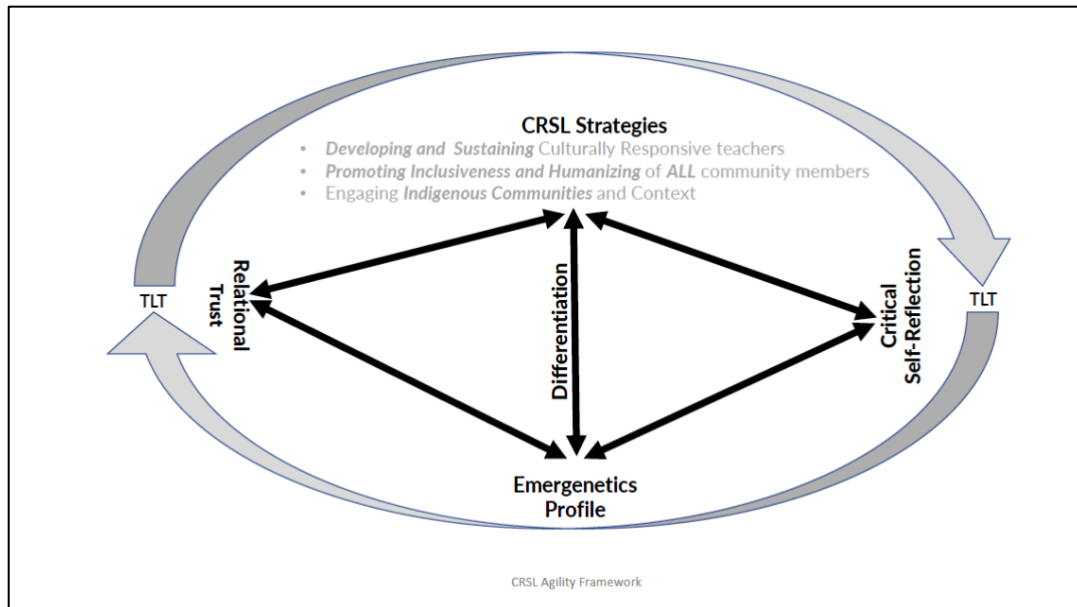 CRSL Strategies
• Developing and Sustaining Culturally Responsive teachers
• Promoting Inclusiveness and Humanizing of ALL community members
• Engaging Indigenous Communities and Context
TLT
Relational
Trust
Differentiation
Critical
Self-Reflection
TLT
Emergenetics
Profile
CRSL Agility Framework